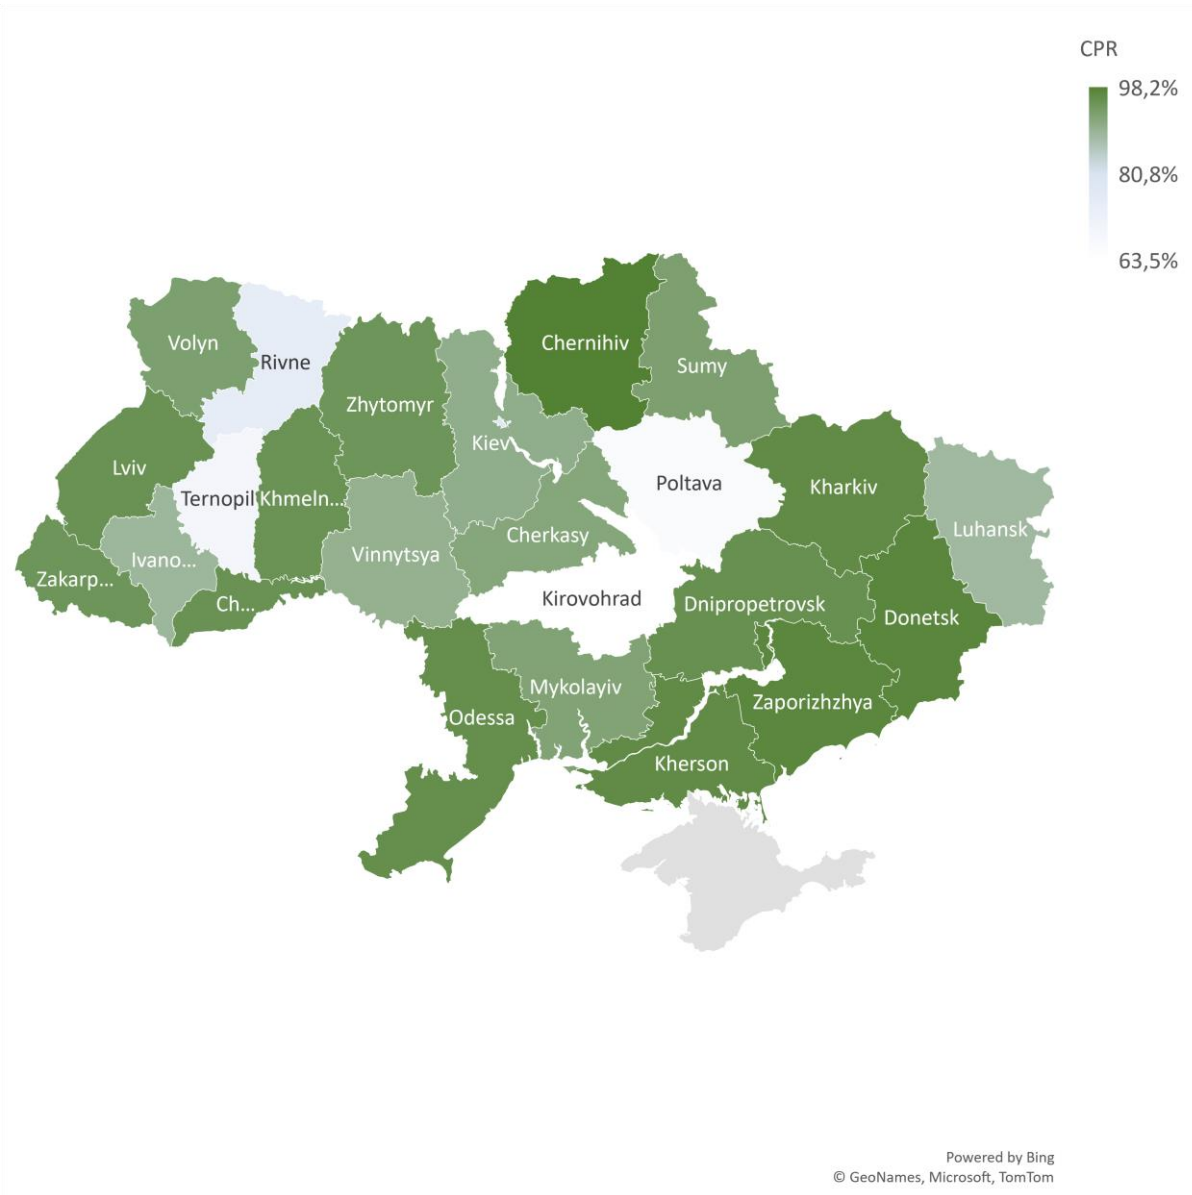 CPR
98,2%
80,8%
63,5%
Chernihiv
Volyn
Rivne
Sumy
Zhytomyr
Kiev
Lviv
Poltava
Kharkiv
Ternopil
Khmeln...
Luhansk
Cherkasy
Vinnytsya
Ivano...
Zakarp...
Kirovohrad
Ch...
Dnipropetrovsk
Donetsk
Mykolayiv
Zaporizhzhya
Odessa
Kherson
Powered by Bing
© GeoNames, Microsoft, TomTom